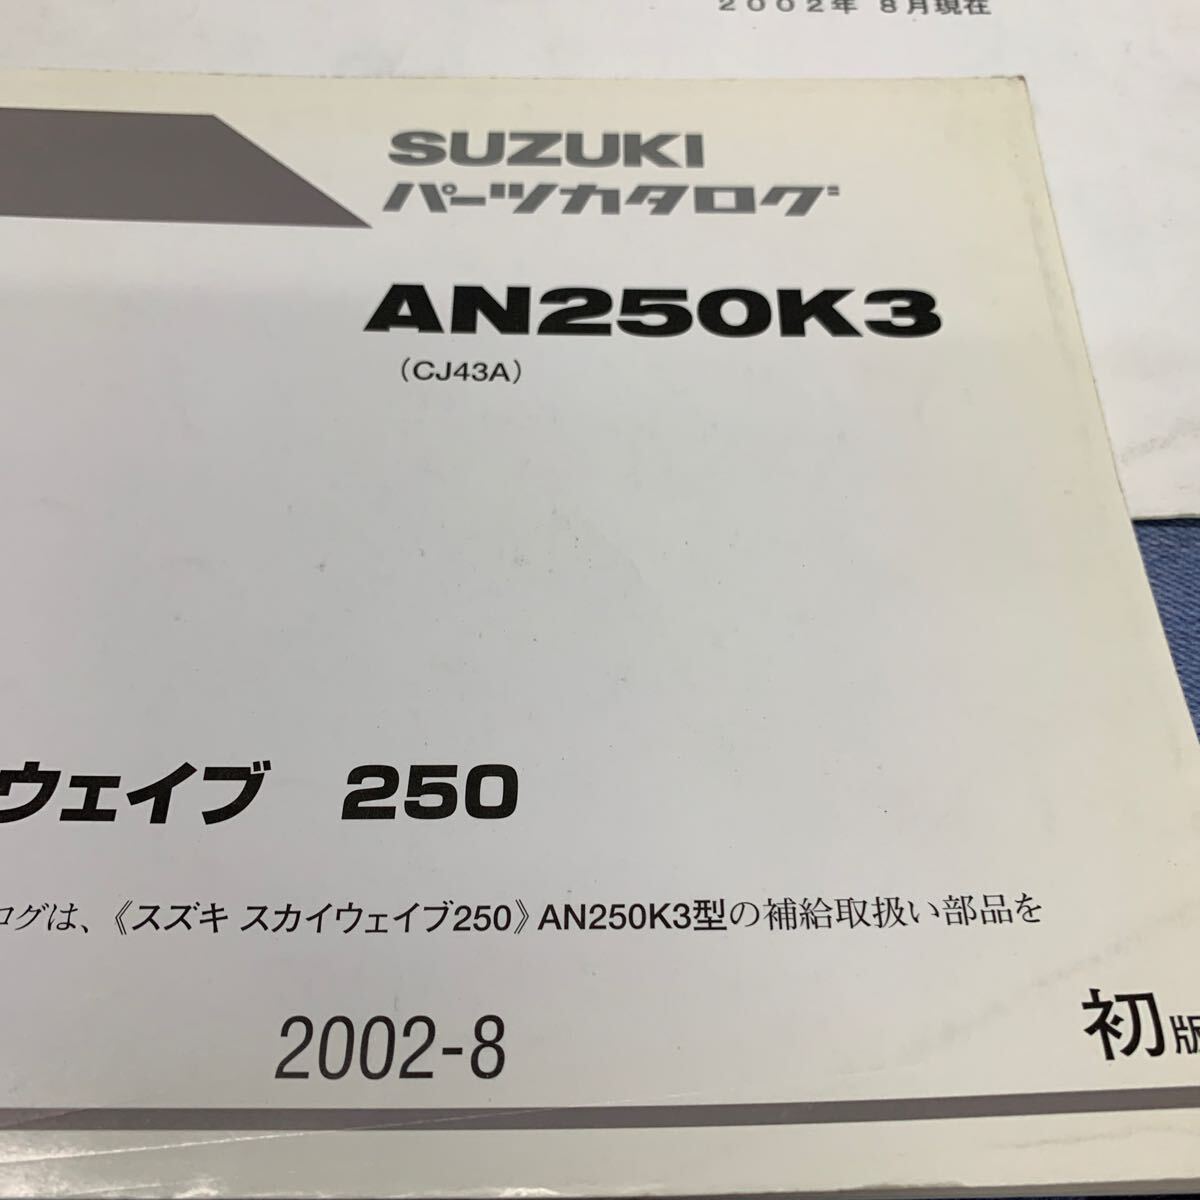 ２００２年 ８月現在
SUZUKI
パーツカタログ
AN250K3
(CJ43A)
ウェイブ 250
ログは、《スズキ スカイウェイブ250》AN250K3型の補給取扱い部品を
2002-8
初版